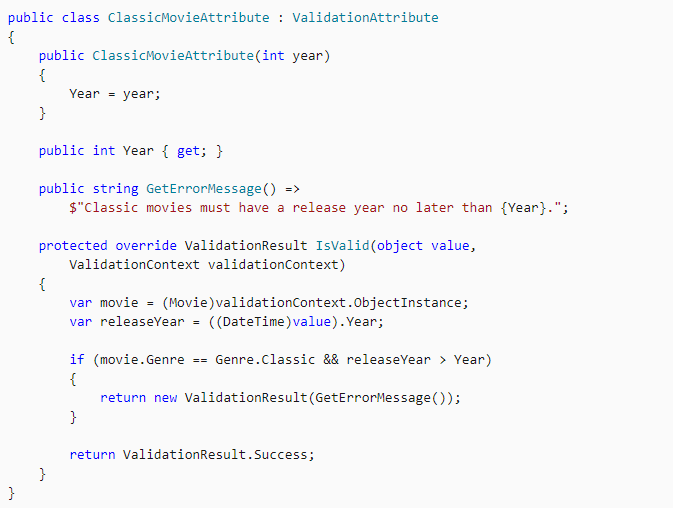 public class ClassicMovieAttribute : ValidationAttribute
{
    public ClassicMovieAttribute(int year)
    {
        Year = year;
    }

    public int Year { get; }

    public string GetErrorMessage() =>
        $"Classic movies must have a release year no later than {Year}.";

    protected override ValidationResult IsValid(object value,
        ValidationContext validationContext)
    {
        var movie = (Movie)validationContext.ObjectInstance;
        var releaseYear = ((DateTime)value).Year;

        if (movie.Genre == Genre.Classic && releaseYear > Year)
        {
            return new ValidationResult(GetErrorMessage());
        }

        return ValidationResult.Success;
    }
}